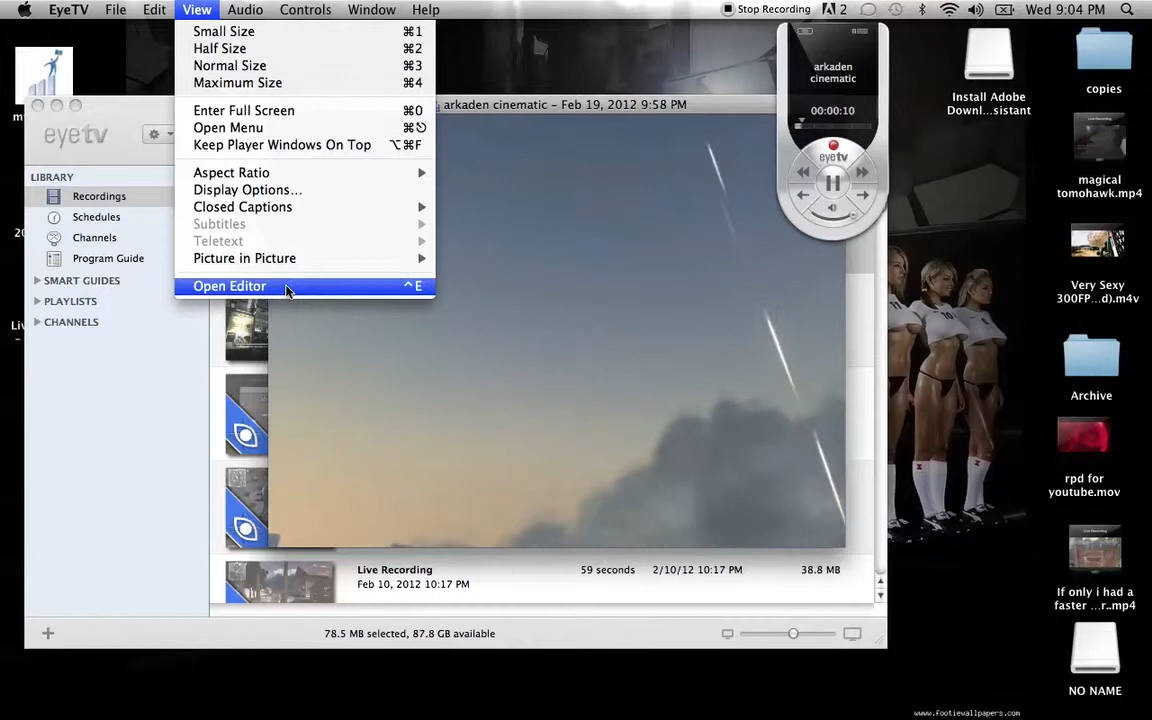 EyeTV File Edit View Audio Controls Window Help Stop Recording 2 Wed 9:04 PM
Small Size ⌘1
Half Size ⌘2
Normal Size ⌘3
Maximum Size ⌘4
Enter Full Screen ⌘0
Open Menu ⌘⎋
Keep Player Windows On Top ⌥⌘F
Aspect Ratio
Display Options...
Closed Captions
Subtitles
Teletext
Picture in Picture
Open Editor ^E
arkaden cinematic – Feb 19, 2012 9:58 PM
eyetv
LIBRARY
Recordings
Schedules
Channels
Program Guide
SMART GUIDES
PLAYLISTS
CHANNELS
Live Recording 59 seconds 2/10/12 10:17 PM 38.8 MB
Feb 10, 2012 10:17 PM
78.5 MB selected, 87.8 GB available
arkaden
cinematic
00:00:10
eyetv
Install Adobe
Downl...sistant
copies
magical
tomohawk.mp4
Very Sexy
300FP...d).m4v
Archive
rpd for
youtube.mov
If only i had a
faster ...r..mp4
NO NAME
www.footiewallpapers.com